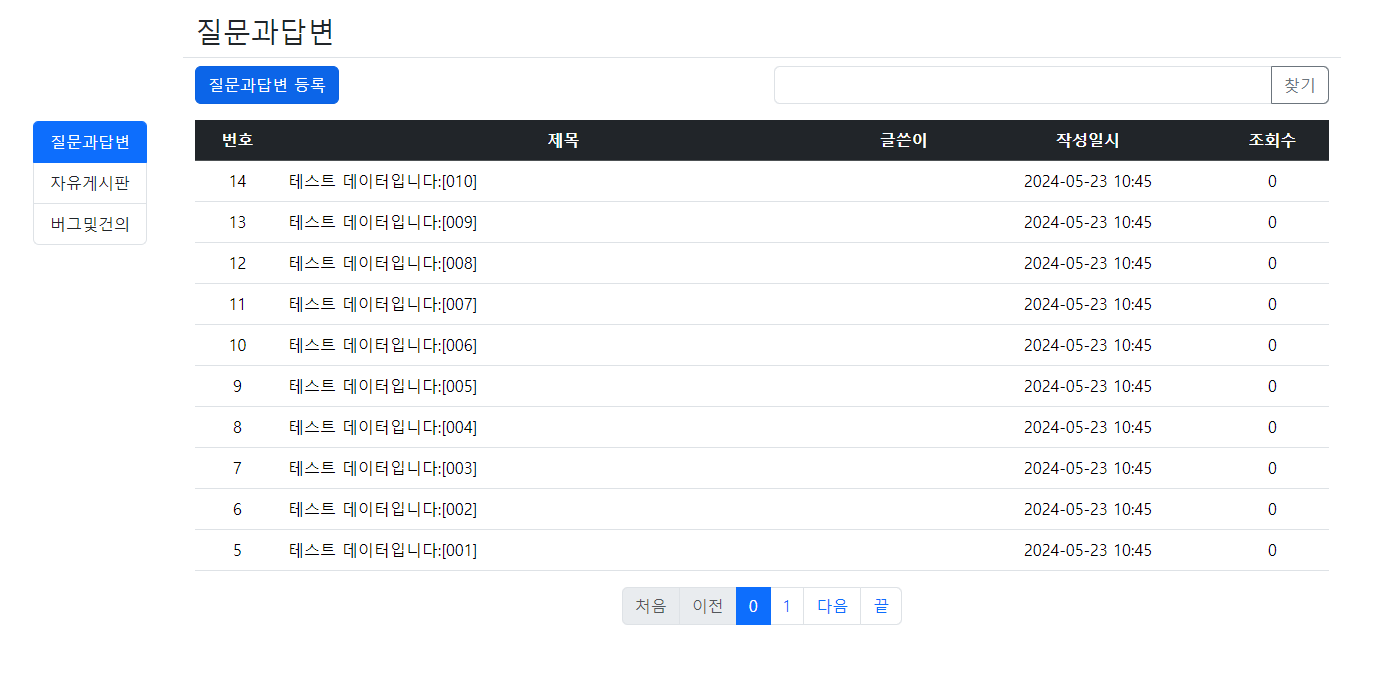 질문과답변
질문과답변 등록
찾기
질문과답변
자유게시판
버그및건의
번호 제목 글쓴이 작성일시 조회수
14 테스트 데이터입니다:[010] 2024-05-23 10:45 0
13 테스트 데이터입니다:[009] 2024-05-23 10:45 0
12 테스트 데이터입니다:[008] 2024-05-23 10:45 0
11 테스트 데이터입니다:[007] 2024-05-23 10:45 0
10 테스트 데이터입니다:[006] 2024-05-23 10:45 0
9 테스트 데이터입니다:[005] 2024-05-23 10:45 0
8 테스트 데이터입니다:[004] 2024-05-23 10:45 0
7 테스트 데이터입니다:[003] 2024-05-23 10:45 0
6 테스트 데이터입니다:[002] 2024-05-23 10:45 0
5 테스트 데이터입니다:[001] 2024-05-23 10:45 0
처음 이전 0 1 다음 끝